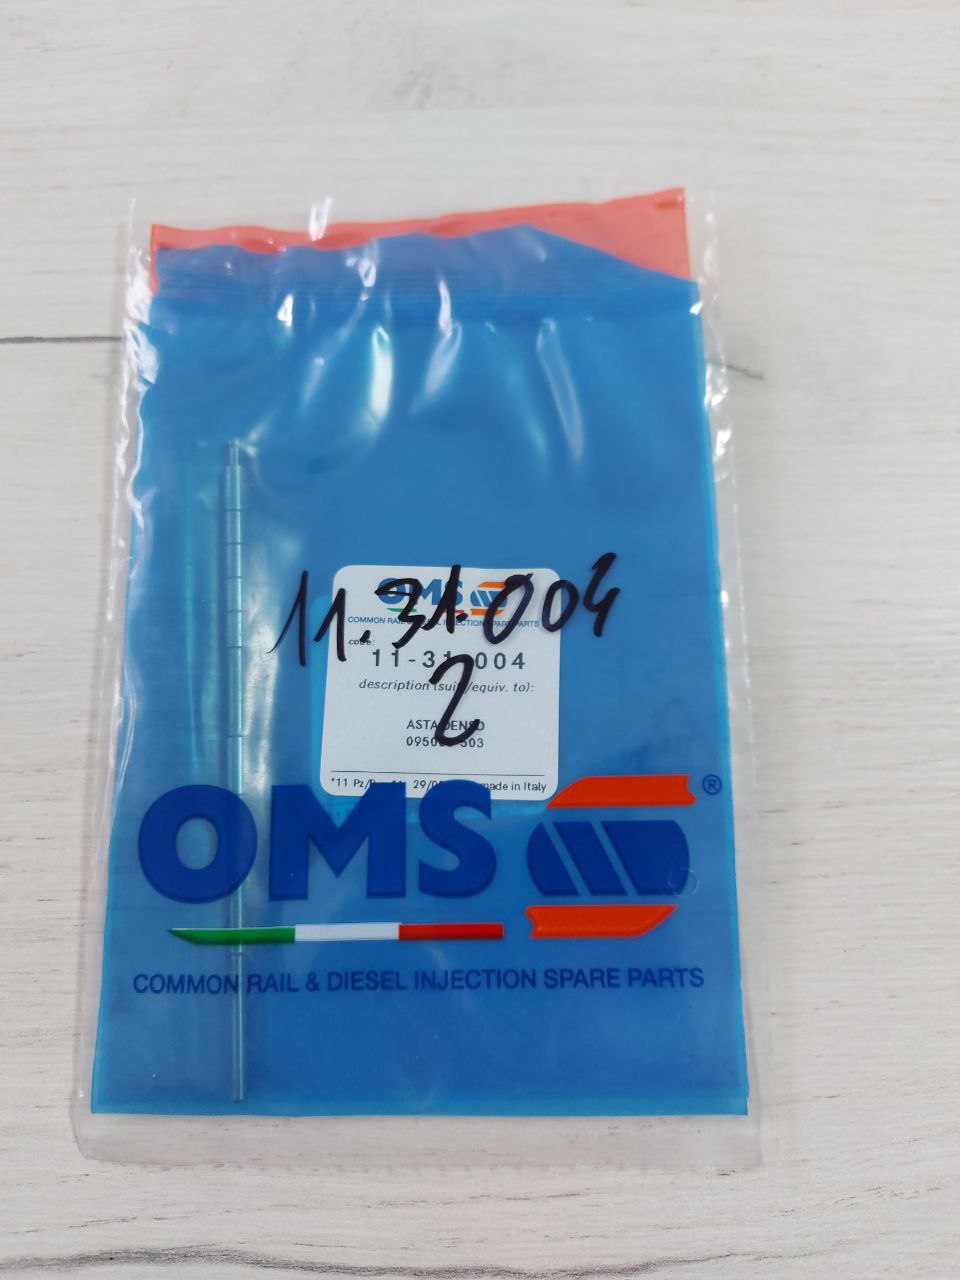 11.31.004
2
OMS
COMMON RAIL & DIESEL INJECTION SPARE PARTS
code:
11-31-004
description (suit./equiv. to):
ASTA DENSO
made in Italy
OMS®
COMMON RAIL & DIESEL INJECTION SPARE PARTS